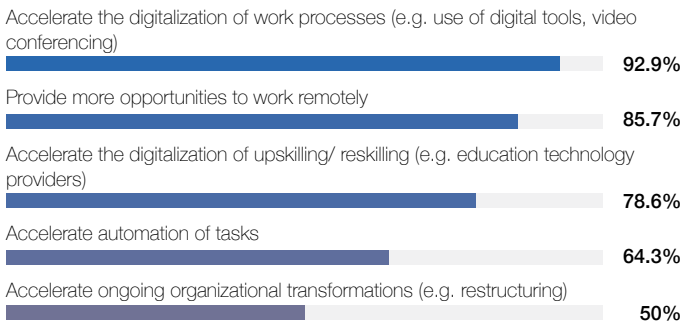 Accelerate the digitalization of work processes (e.g. use of digital tools, video
conferencing)
92.9%
Provide more opportunities to work remotely
85.7%
Accelerate the digitalization of upskilling/ reskilling (e.g. education technology
providers)
78.6%
Accelerate automation of tasks
64.3%
Accelerate ongoing organizational transformations (e.g. restructuring)
50%